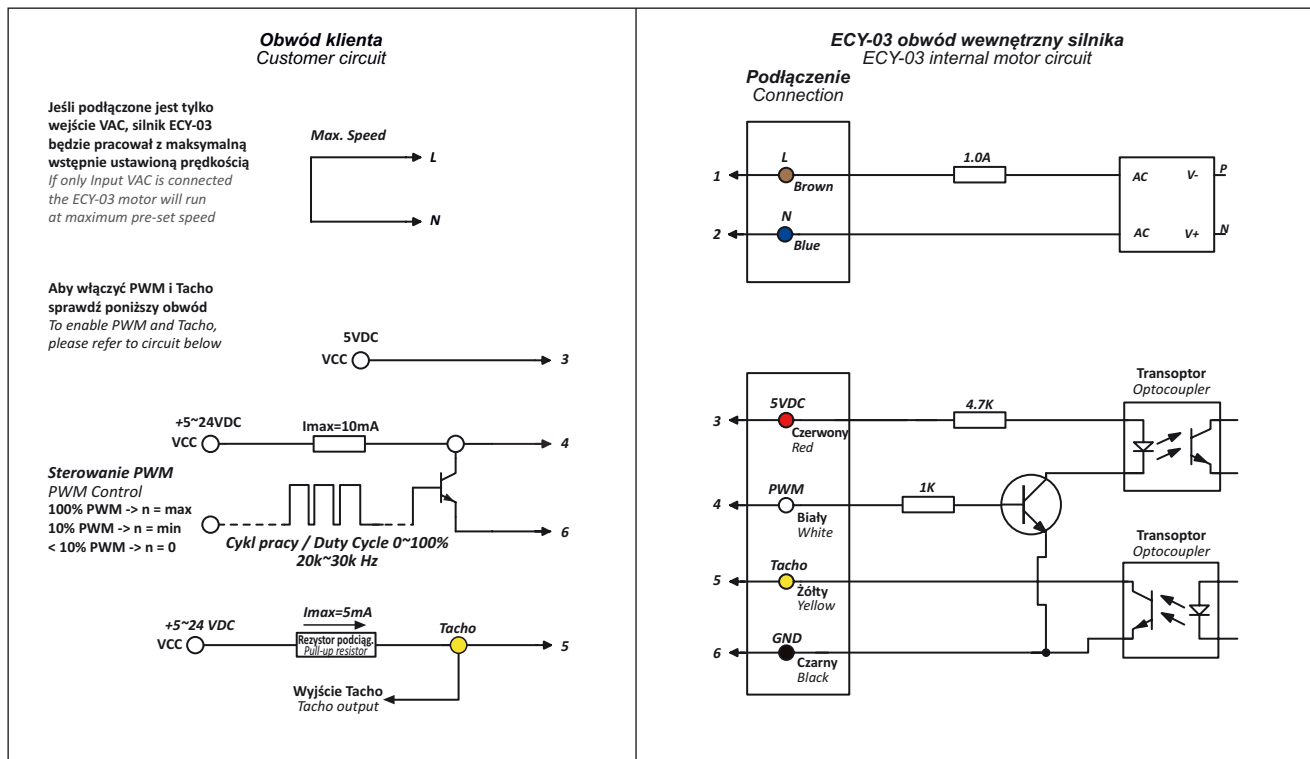 Obwód klienta
Customer circuit
Jeśli podłączone jest tylko
wejście VAC, silnik ECY-03
będzie pracował z maksymalną
wstępnie ustawioną prędkością
If only Input VAC is connected
the ECY-03 motor will run
at maximum pre-set speed
Max. Speed
L
N
Aby włączyć PWM i Tacho
sprawdź poniższy obwód
To enable PWM and Tacho,
please refer to circuit below
5VDC
VCC
3
+5~24VDC
VCC
Imax=10mA
4
Sterowanie PWM
PWM Control
100% PWM -> n = max
10% PWM -> n = min
< 10% PWM -> n = 0
6
Cykl pracy / Duty Cycle 0~100%
20k~30k Hz
+5~24 VDC
VCC
Imax=5mA
Rezystor podciąg.
Pull-up resistor
Tacho
5
Wyjście Tacho
Tacho output
ECY-03 obwód wewnętrzny silnika
ECY-03 internal motor circuit
Podłączenie
Connection
1
L
Brown
1.0A
AC
V-
P
2
N
Blue
AC
V+
N
3
5VDC
Czerwony
Red
4.7K
Transoptor
Optocoupler
4
PWM
Biały
White
1K
5
Tacho
Żółty
Yellow
Transoptor
Optocoupler
6
GND
Czarny
Black